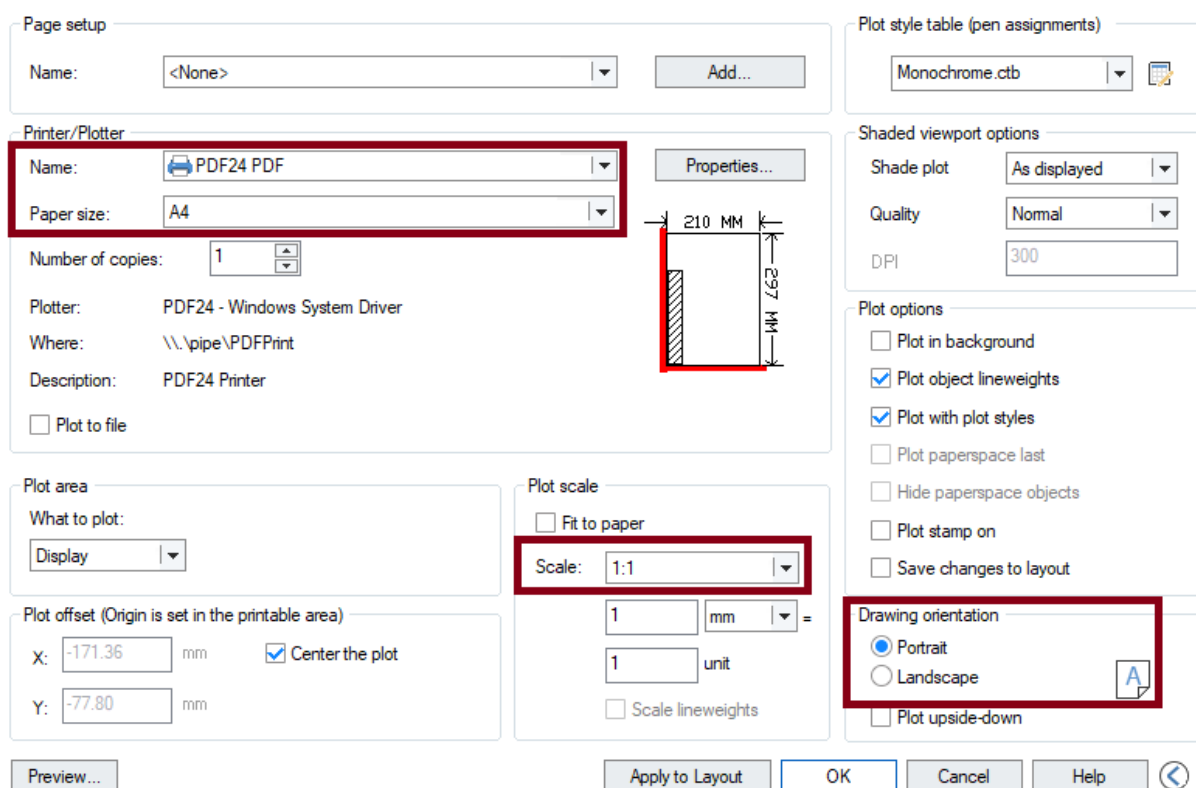 Page setup
Name: <None> Add...
Plot style table (pen assignments)
Monochrome.ctb
Printer/Plotter
Name: PDF24 PDF Properties...
Paper size: A4
210 MM
297 MM
Number of copies: 1
Plotter: PDF24 - Windows System Driver
Where: \\.\pipe\PDFPrint
Description: PDF24 Printer
Plot to file
Shaded viewport options
Shade plot As displayed
Quality Normal
DPI 300
Plot options
Plot in background
Plot object lineweights
Plot with plot styles
Plot paperspace last
Hide paperspace objects
Plot stamp on
Save changes to layout
Plot area
What to plot:
Display
Plot scale
Fit to paper
Scale: 1:1
1 mm =
1 unit
Scale lineweights
Plot offset (Origin is set in the printable area)
X: -171.36 mm Center the plot
Y: -77.80 mm
Drawing orientation
Portrait
Landscape
A
Plot upside-down
Preview... Apply to Layout OK Cancel Help